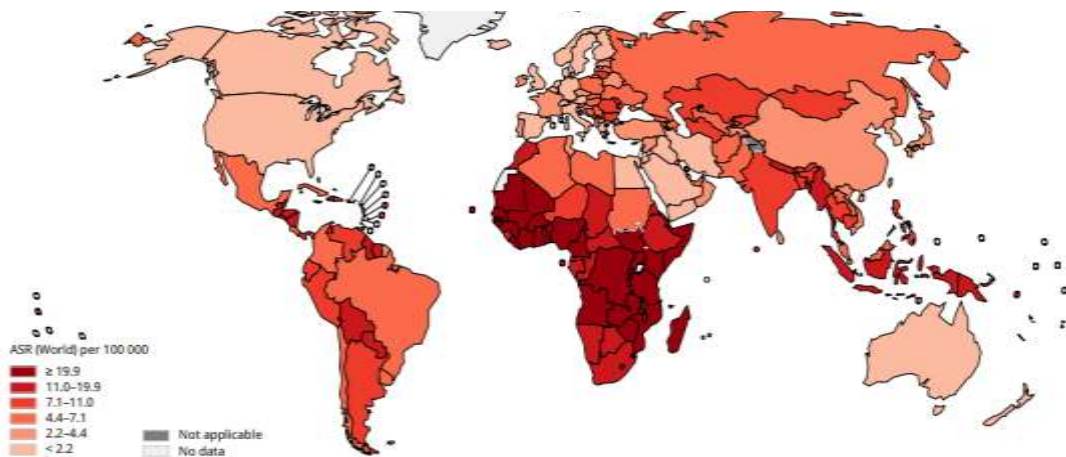 ASR (World) per 100 000
≥ 19.9
11.0–19.9
7.1–11.0
4.4–7.1
2.2–4.4
< 2.2
Not applicable
No data